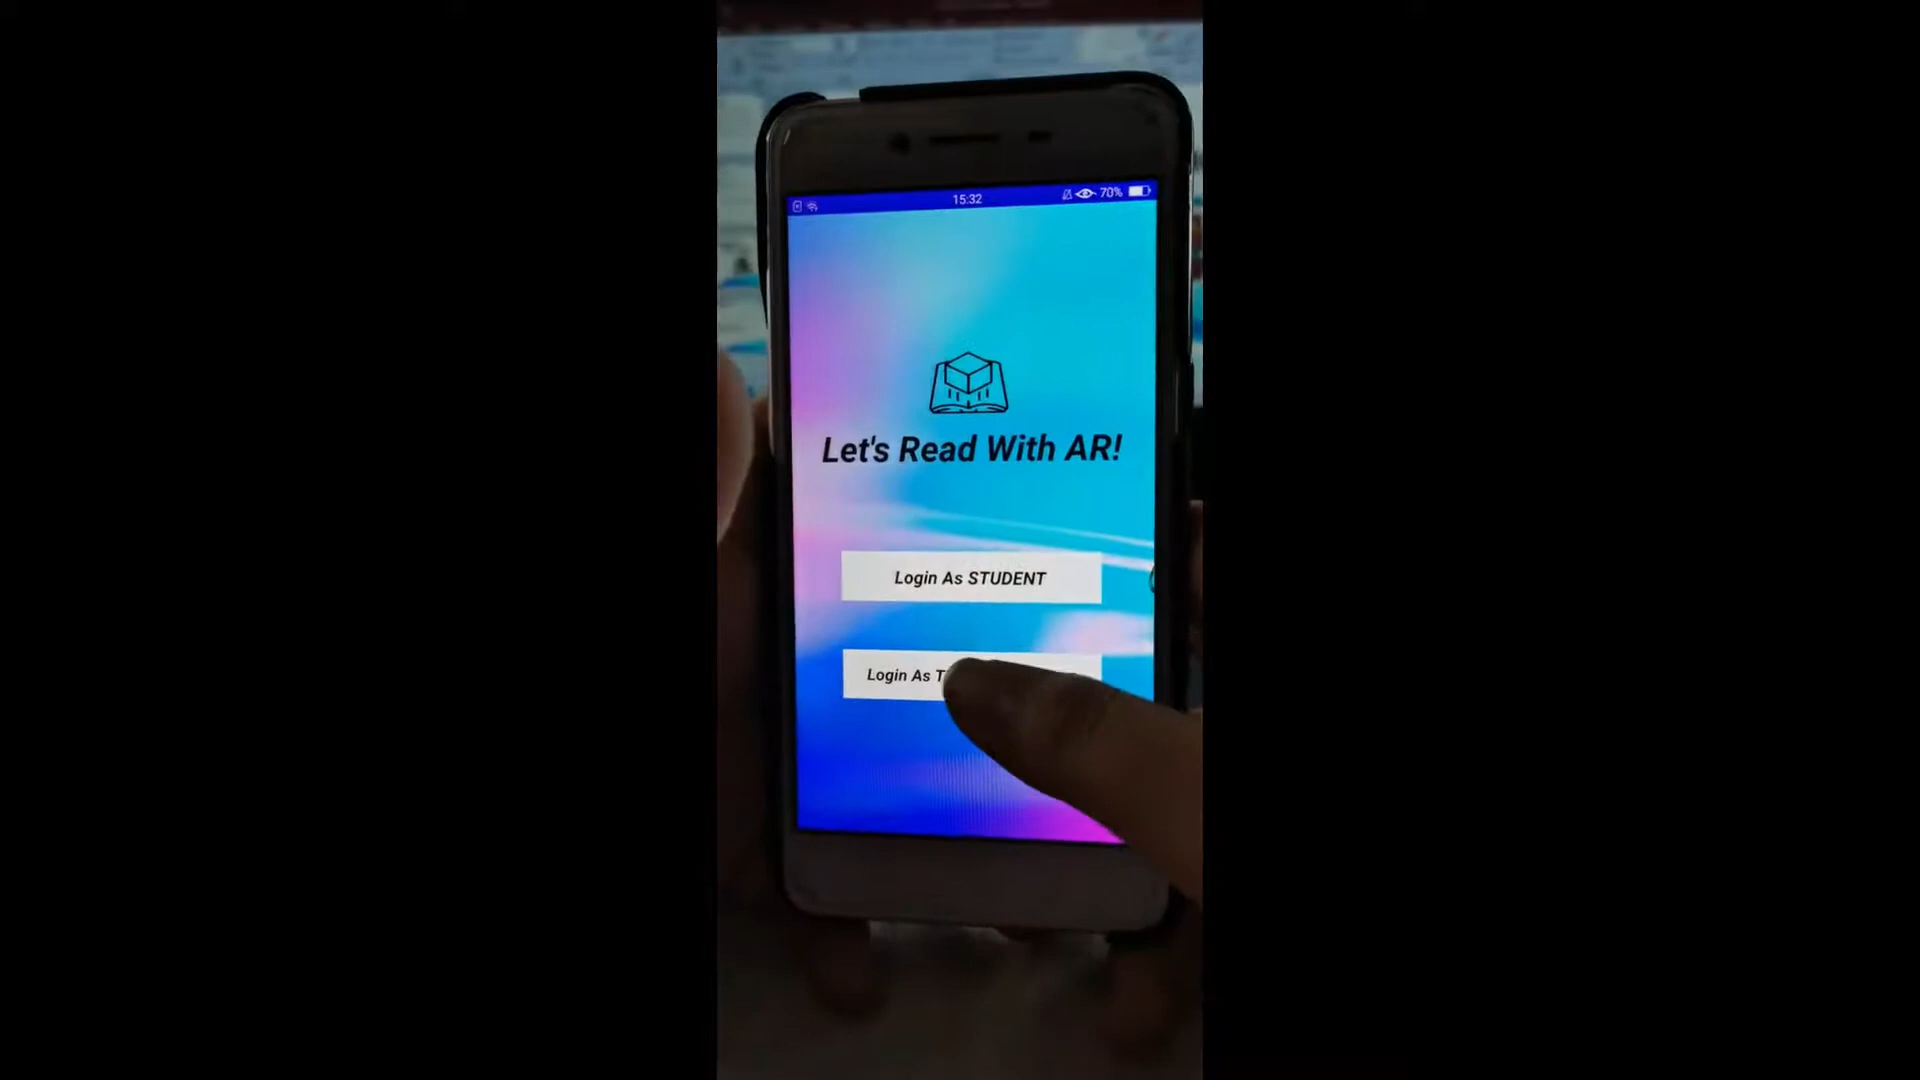 15:32
70%
Let's Read With AR!
Login As STUDENT
Login As